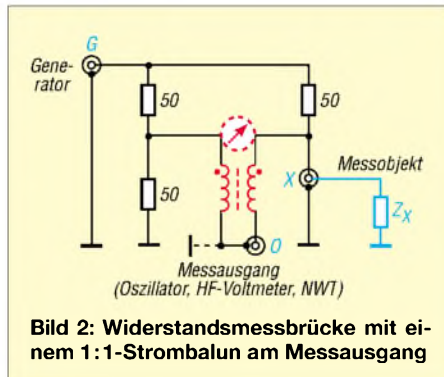 G
Gene-
rator
50
50
50
X
Messobjekt
ZX
O
Messausgang
(Oszillator, HF-Voltmeter, NWT)
Bild 2: Widerstandsmessbrücke mit ei-
nem 1:1-Strombalun am Messausgang